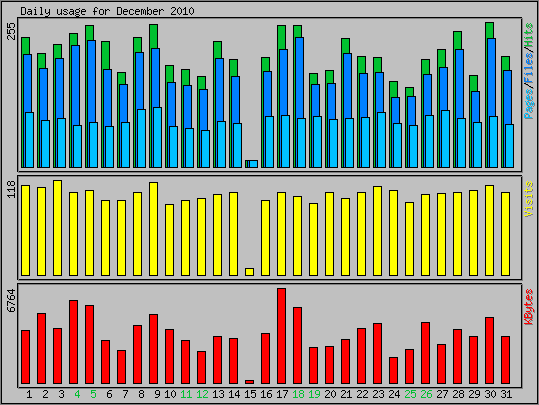 Daily usage for December 2010
255
Pages/Files/Hits
118
Visits
6764
KBytes
1 2 3 4 5 6 7 8 9 10 11 12 13 14 15 16 17 18 19 20 21 22 23 24 25 26 27 28 29 30 31